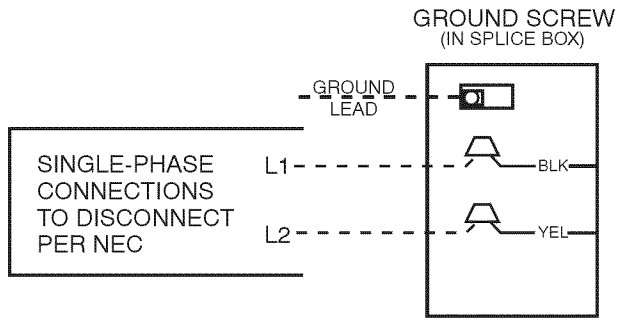 GROUND SCREW
(IN SPLICE BOX)
GROUND
LEAD
SINGLE-PHASE
CONNECTIONS
TO DISCONNECT
PER NEC
L1
BLK
L2
YEL